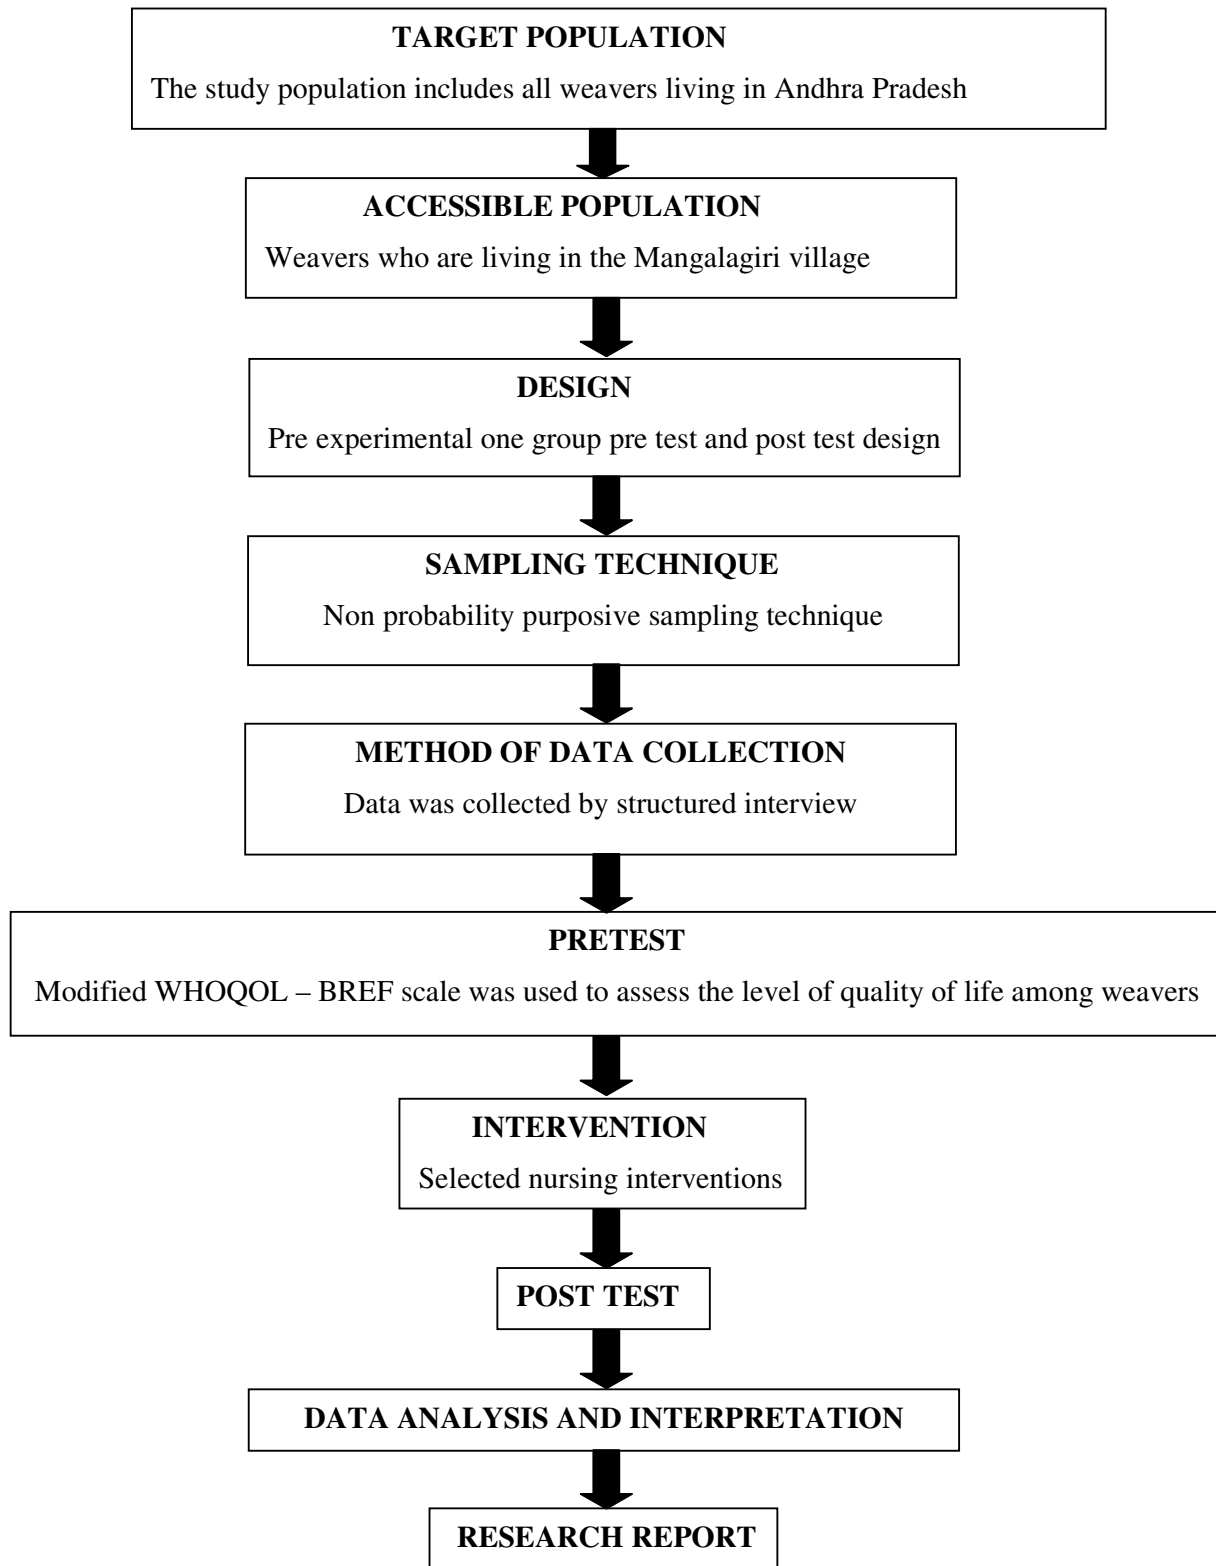 TARGET POPULATION
The study population includes all weavers living in Andhra Pradesh
ACCESSIBLE POPULATION
Weavers who are living in the Mangalagiri village
DESIGN
Pre experimental one group pre test and post test design
SAMPLING TECHNIQUE
Non probability purposive sampling technique
METHOD OF DATA COLLECTION
Data was collected by structured interview
PRETEST
Modified WHOQOL – BREF scale was used to assess the level of quality of life among weavers
INTERVENTION
Selected nursing interventions
POST TEST
DATA ANALYSIS AND INTERPRETATION
RESEARCH REPORT